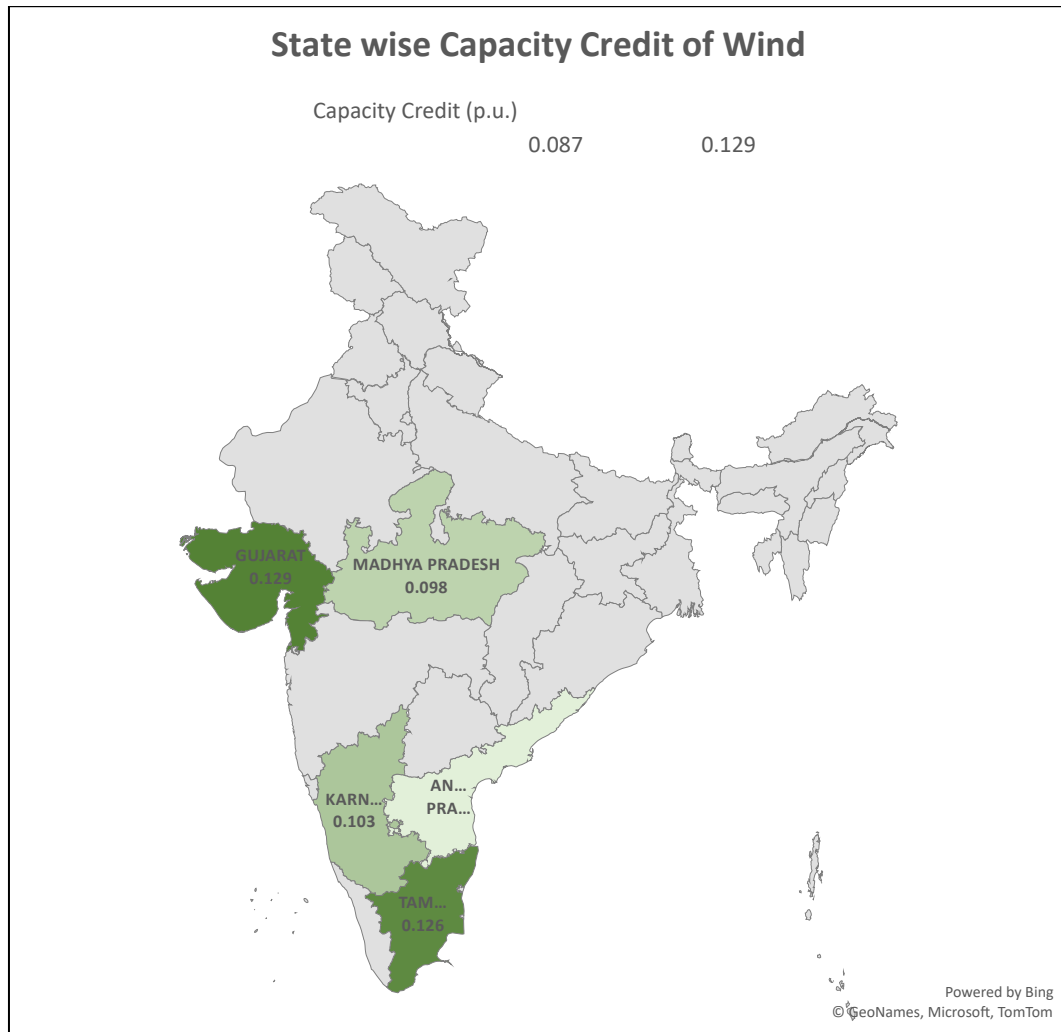 State wise Capacity Credit of Wind
Capacity Credit (p.u.)
0.087 0.129
GUJARAT
0.129
MADHYA PRADESH
0.098
KARN...
0.103
AN...
PRA...
TAM...
0.126
Powered by Bing
© GeoNames, Microsoft, TomTom